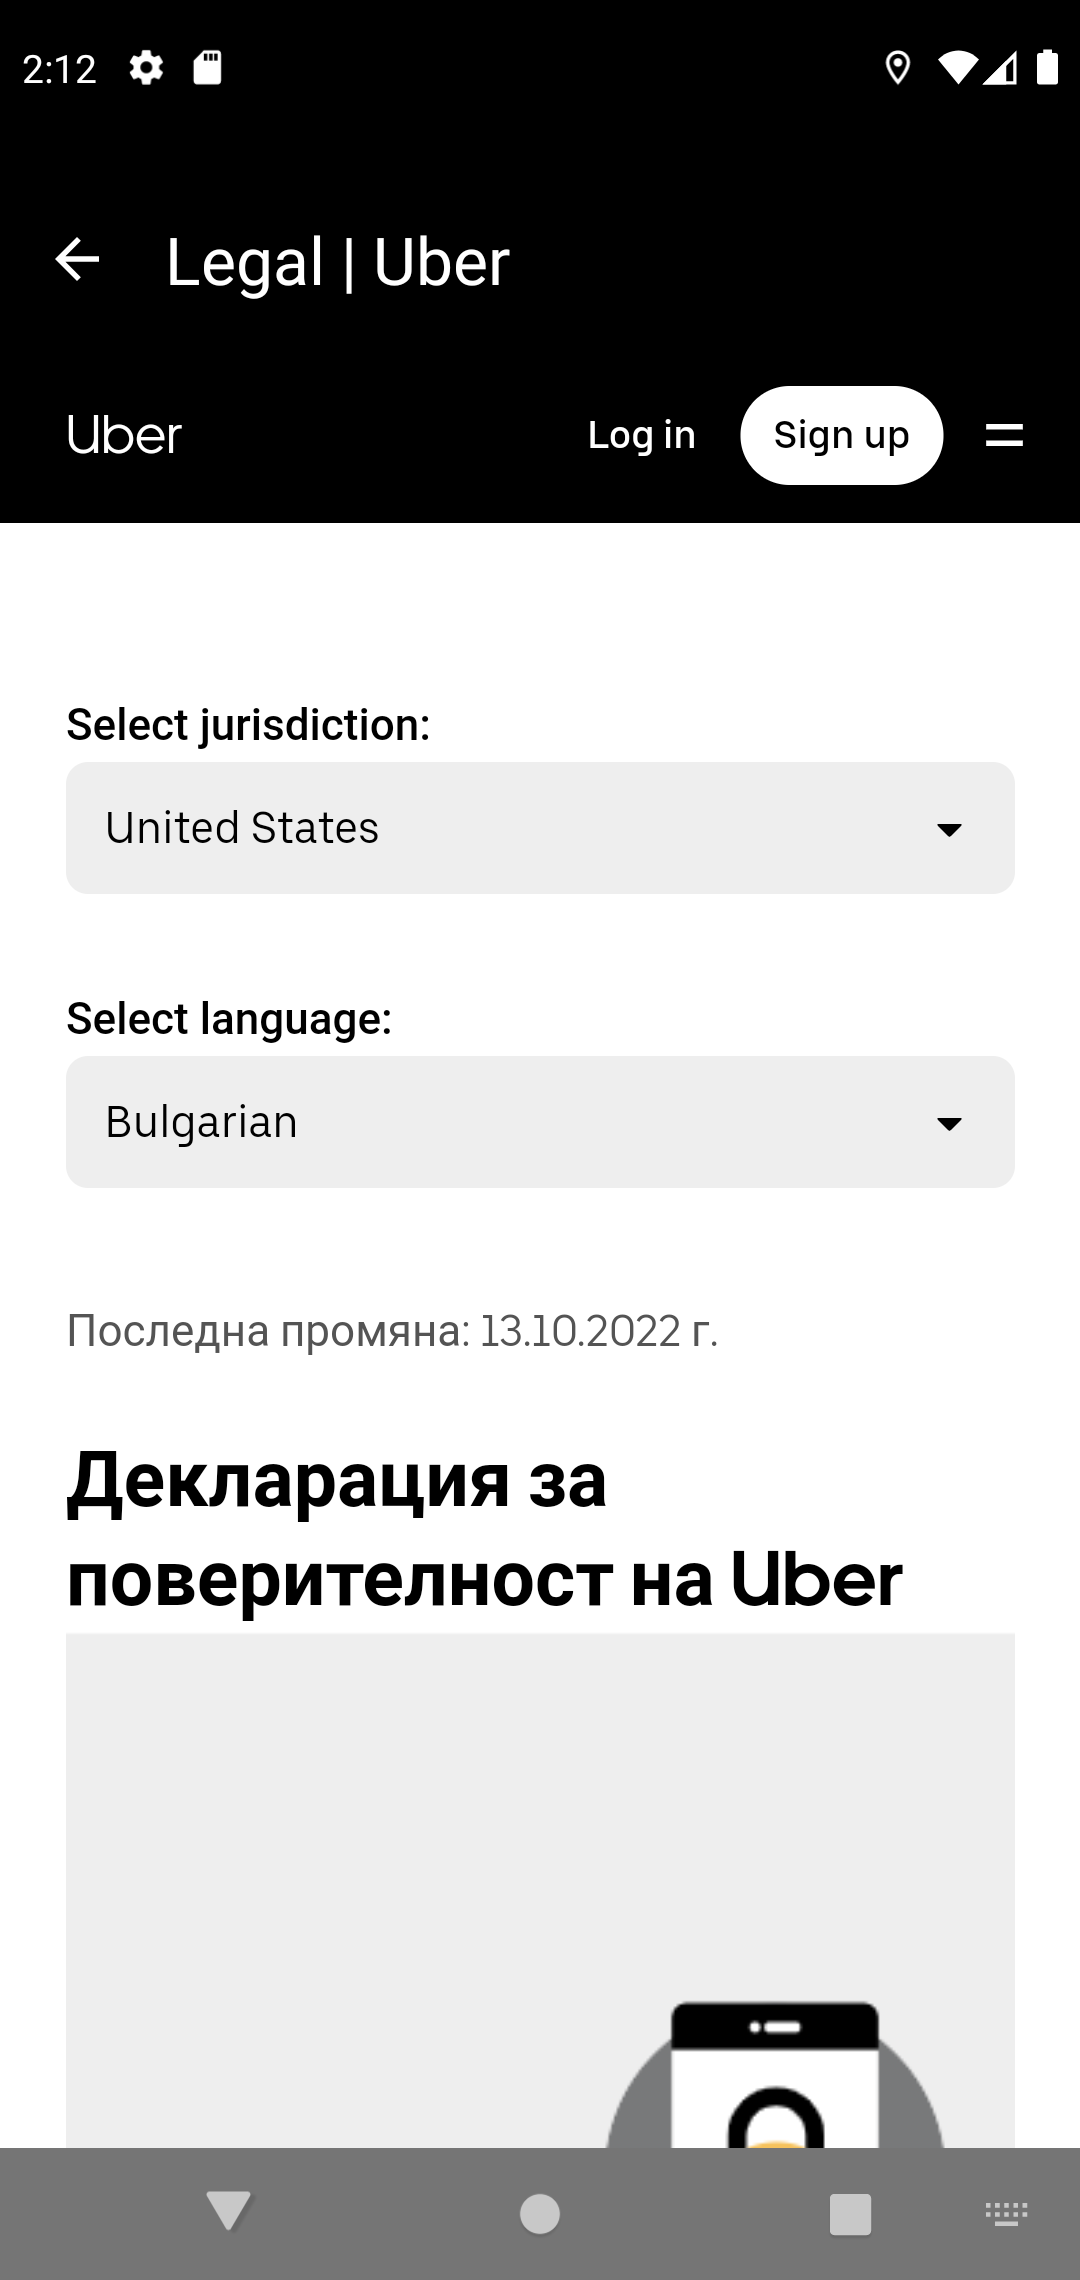 2:12
Legal | Uber
Uber
Log in
Sign up
Select jurisdiction:
United States
Select language:
Bulgarian
Последна промяна: 13.10.2022 г.
Декларация за
поверителност на Uber